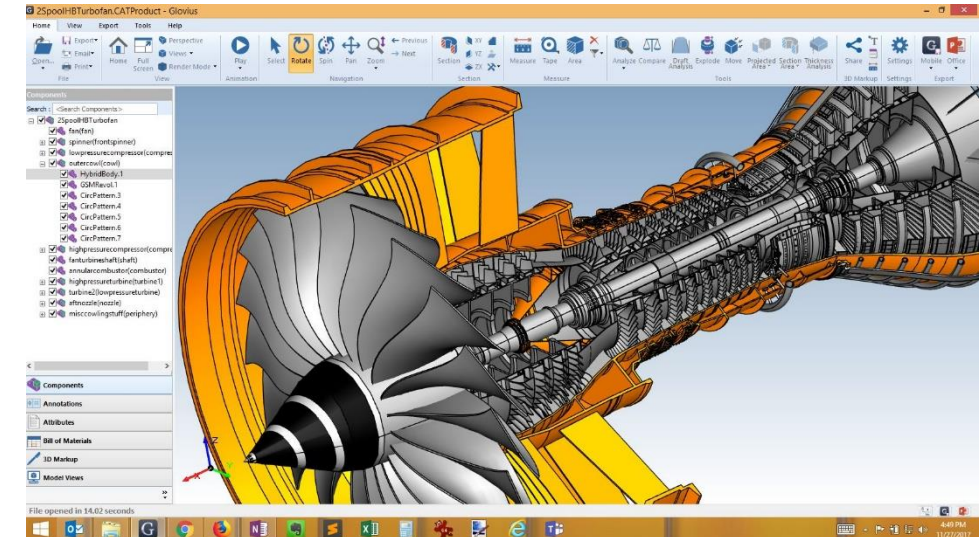 2SpoolHBTurbofan.CATProduct - Glovius
Home View Export Tools Help
Open...
Export
Email
Print
Home
Full Screen
Perspective
Views
Render Mode
Play
Select
Rotate
Spin
Pan
Zoom
Previous
Next
Section
XY
YZ
ZX
Measure
Tape
Area
Analyze
Compare
Draft Analysis
Explode
Move
Projected Area
Section Area
Thickness Analysis
Share
Settings
Mobile
Office
File View Animation Navigation Section Measure Tools 3D Markup Settings Export
Components
Search : <Search Components>
2SpoolHBTurbofan
fan(fan)
spinner(frontspinner)
lowpressurecompressor(compres
outercowl(cowl)
HybridBody.1
GSMRevol.1
CircPattern.3
CircPattern.4
CircPattern.5
CircPattern.6
CircPattern.7
highpressurecompressor(compre
fanturbineshaft(shaft)
annularcombustor(combustor)
highpressureturbine(turbine1)
turbine2(lowpressureturbine)
aftnozzle(nozzle)
misccowlingstuff(periphery)
Components
Annotations
Attributes
Bill of Materials
3D Markup
Model Views
Z
Y
X
File opened in 14.02 seconds
4:49 PM